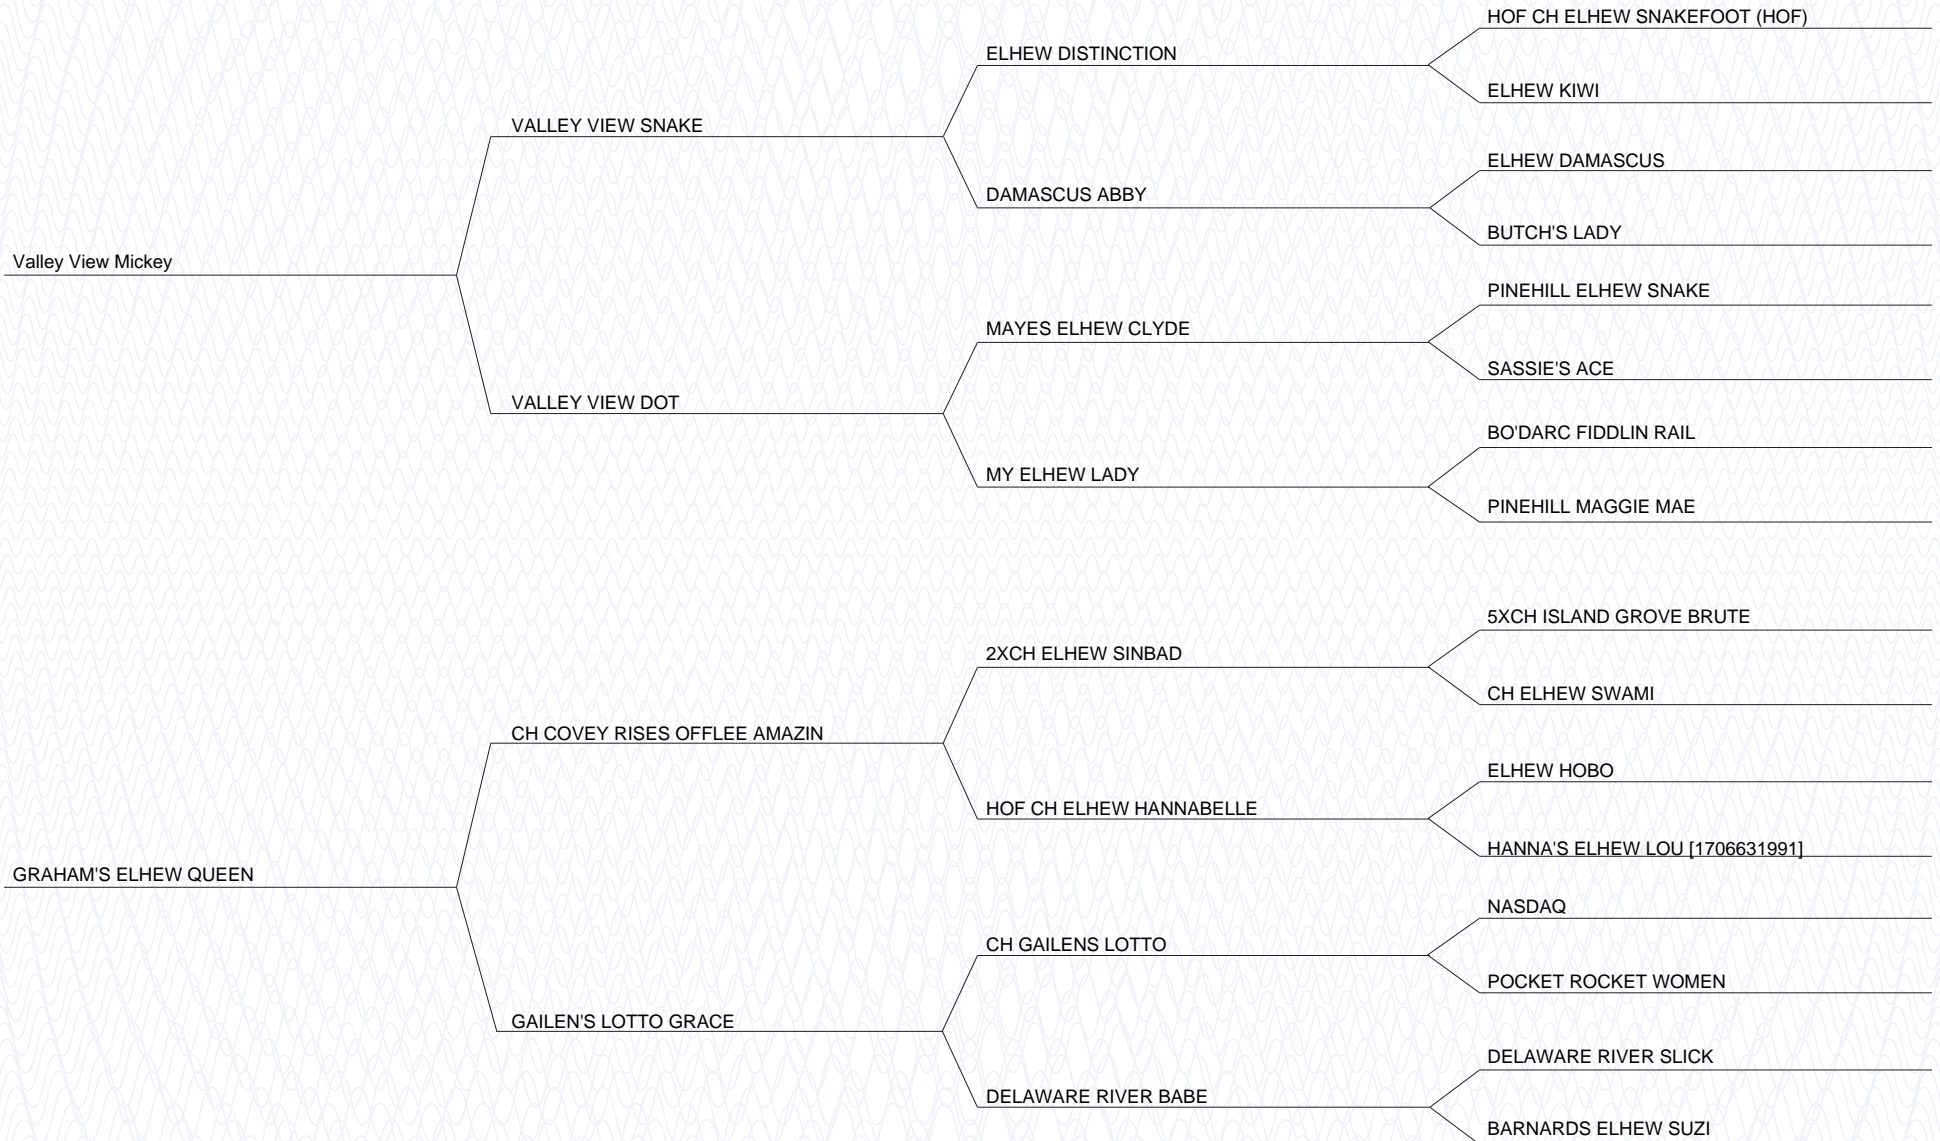 HOF CH ELHEW SNAKEFOOT (HOF)
ELHEW DISTINCTION
ELHEW KIWI
VALLEY VIEW SNAKE
ELHEW DAMASCUS
DAMASCUS ABBY
BUTCH'S LADY
Valley View Mickey
PINEHILL ELHEW SNAKE
MAYES ELHEW CLYDE
SASSIE'S ACE
VALLEY VIEW DOT
BO'DARC FIDDLIN RAIL
MY ELHEW LADY
PINEHILL MAGGIE MAE
5XCH ISLAND GROVE BRUTE
2XCH ELHEW SINBAD
CH ELHEW SWAMI
CH COVEY RISES OFFLEE AMAZIN
ELHEW HOBO
HOF CH ELHEW HANNABELLE
HANNA'S ELHEW LOU [1706631991]
GRAHAM'S ELHEW QUEEN
NASDAQ
CH GAILENS LOTTO
POCKET ROCKET WOMEN
GAILEN'S LOTTO GRACE
DELAWARE RIVER SLICK
DELAWARE RIVER BABE
BARNARDS ELHEW SUZI